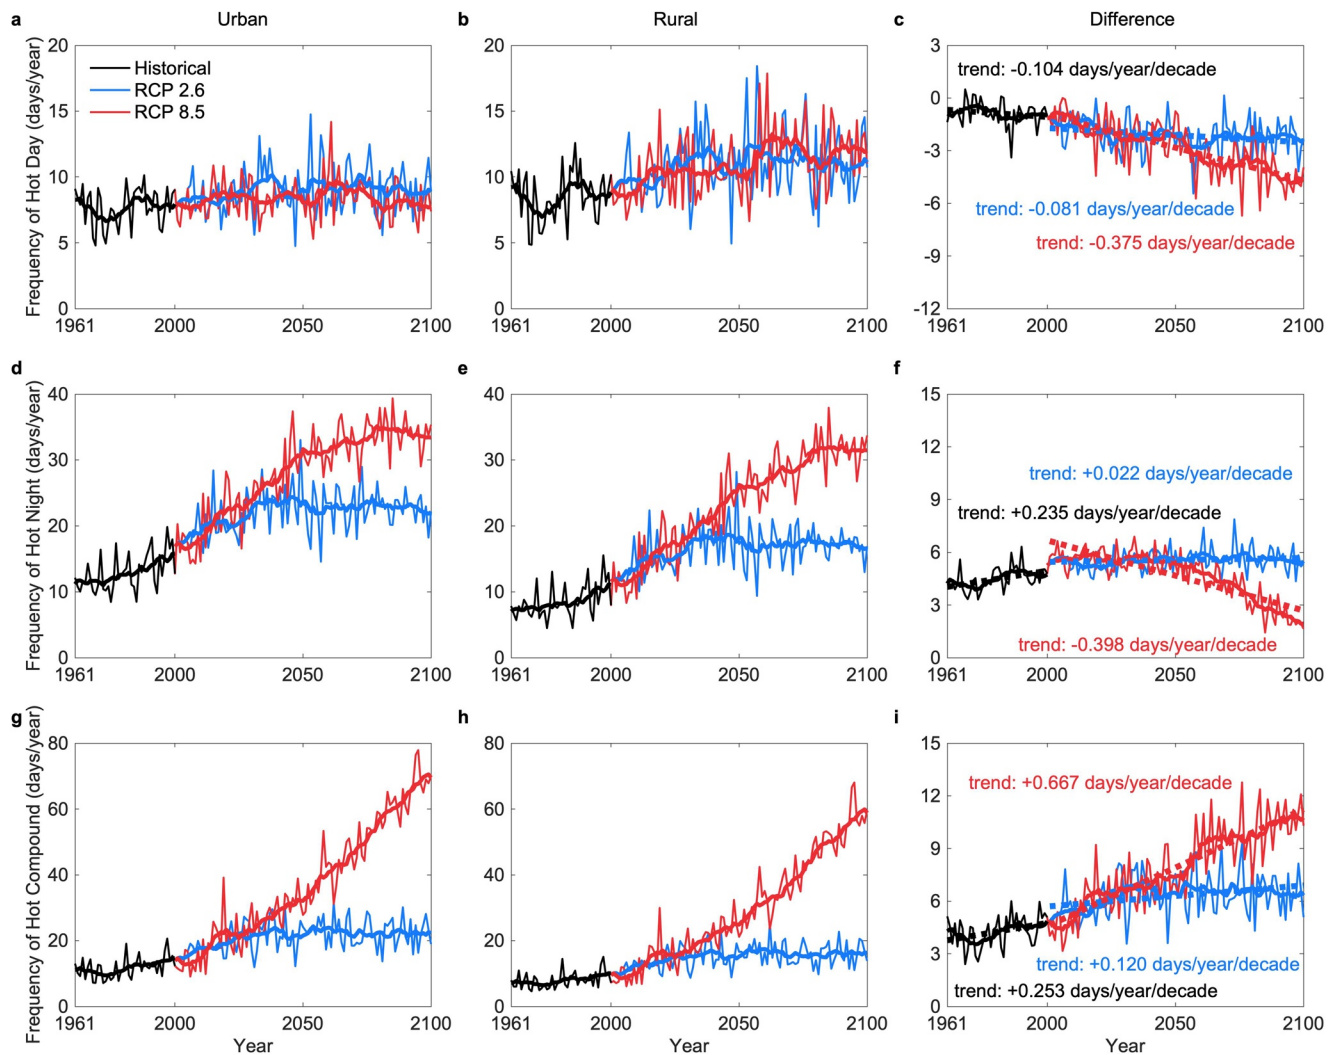 a Urban b Rural c Difference
Frequency of Hot Day (days/year)
20
15
10
5
0
1961 2000 2050 2100
Historical
RCP 2.6
RCP 8.5
20
15
10
5
0
1961 2000 2050 2100
3
0
-3
-6
-9
-12
1961 2000 2050 2100
trend: -0.104 days/year/decade
trend: -0.081 days/year/decade
trend: -0.375 days/year/decade
d e f
Frequency of Hot Night (days/year)
40
30
20
10
0
1961 2000 2050 2100
40
30
20
10
0
1961 2000 2050 2100
15
12
9
6
3
0
1961 2000 2050 2100
trend: +0.022 days/year/decade
trend: +0.235 days/year/decade
trend: -0.398 days/year/decade
g h i
Frequency of Hot Compound (days/year)
80
60
40
20
0
1961 2000 2050 2100
Year
80
60
40
20
0
1961 2000 2050 2100
Year
15
12
9
6
3
0
1961 2000 2050 2100
Year
trend: +0.667 days/year/decade
trend: +0.120 days/year/decade
trend: +0.253 days/year/decade